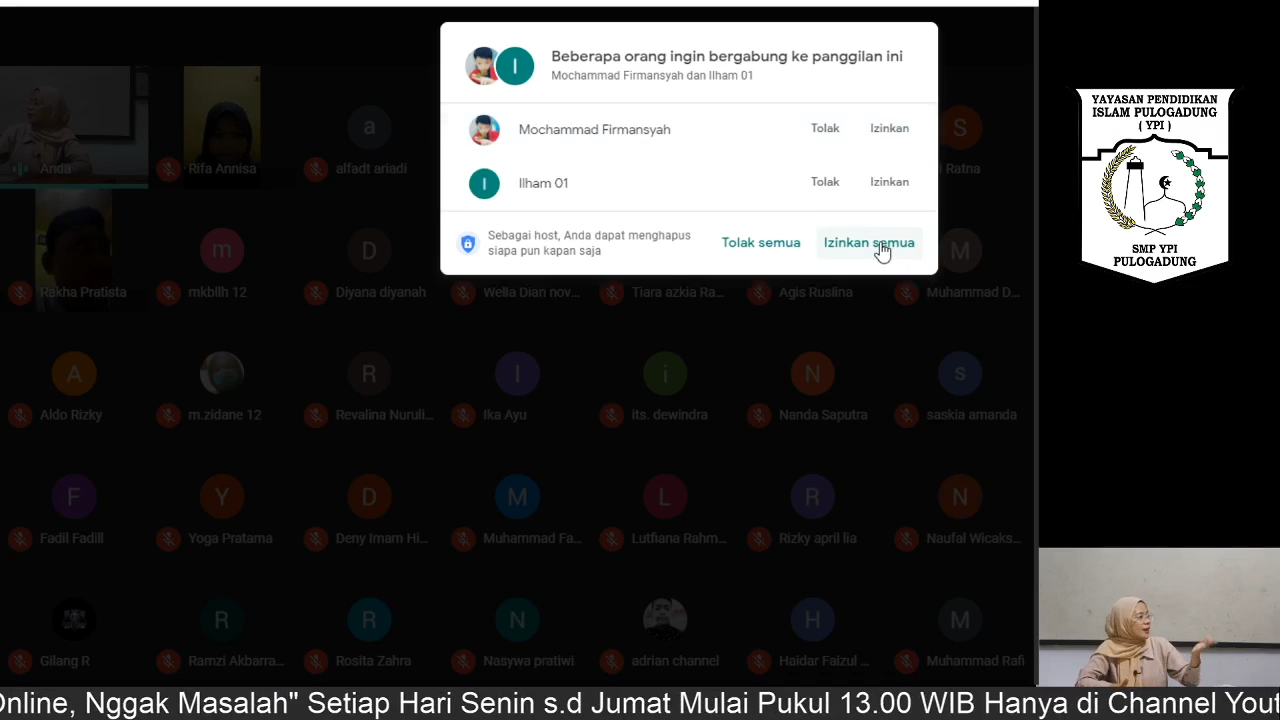 Beberapa orang ingin bergabung ke panggilan ini
Mochammad Firmansyah dan Ilham 01
Mochammad Firmansyah
Tolak
Izinkan
I
Ilham 01
Tolak
Izinkan
Sebagai host, Anda dapat menghapus
siapa pun kapan saja
Tolak semua
Izinkan semua
YAYASAN PENDIDIKAN
ISLAM PULOGADUNG
( YPI )
SMP YPI
PULOGADUNG
Anda
Rifa Annisa
a
alfadt ariadi
S
Ratna
Rakha Pratista
m
mkbllh 12
D
Diyana diyanah
Wella Dian nov...
Tiara azkia Ra...
Agis Ruslina
M
Muhammad D...
A
Aldo Rizky
m.zidane 12
R
Revalina Nuruli...
I
Ika Ayu
i
its. dewindra
N
Nanda Saputra
s
saskia amanda
F
Fadil Fadill
Y
Yoga Pratama
D
Deny Imam Hi...
M
Muhammad Fa...
L
Lutfiana Rahm...
R
Rizky april lia
N
Naufal Wicaks...
Gilang R
R
Ramzi Akbarra...
R
Rosita Zahra
N
Nasywa pratiwi
adrian channel
H
Haidar Faizul ...
M
Muhammad Rafi
Online, Nggak Masalah" Setiap Hari Senin s.d Jumat Mulai Pukul 13.00 WIB Hanya di Channel Yout